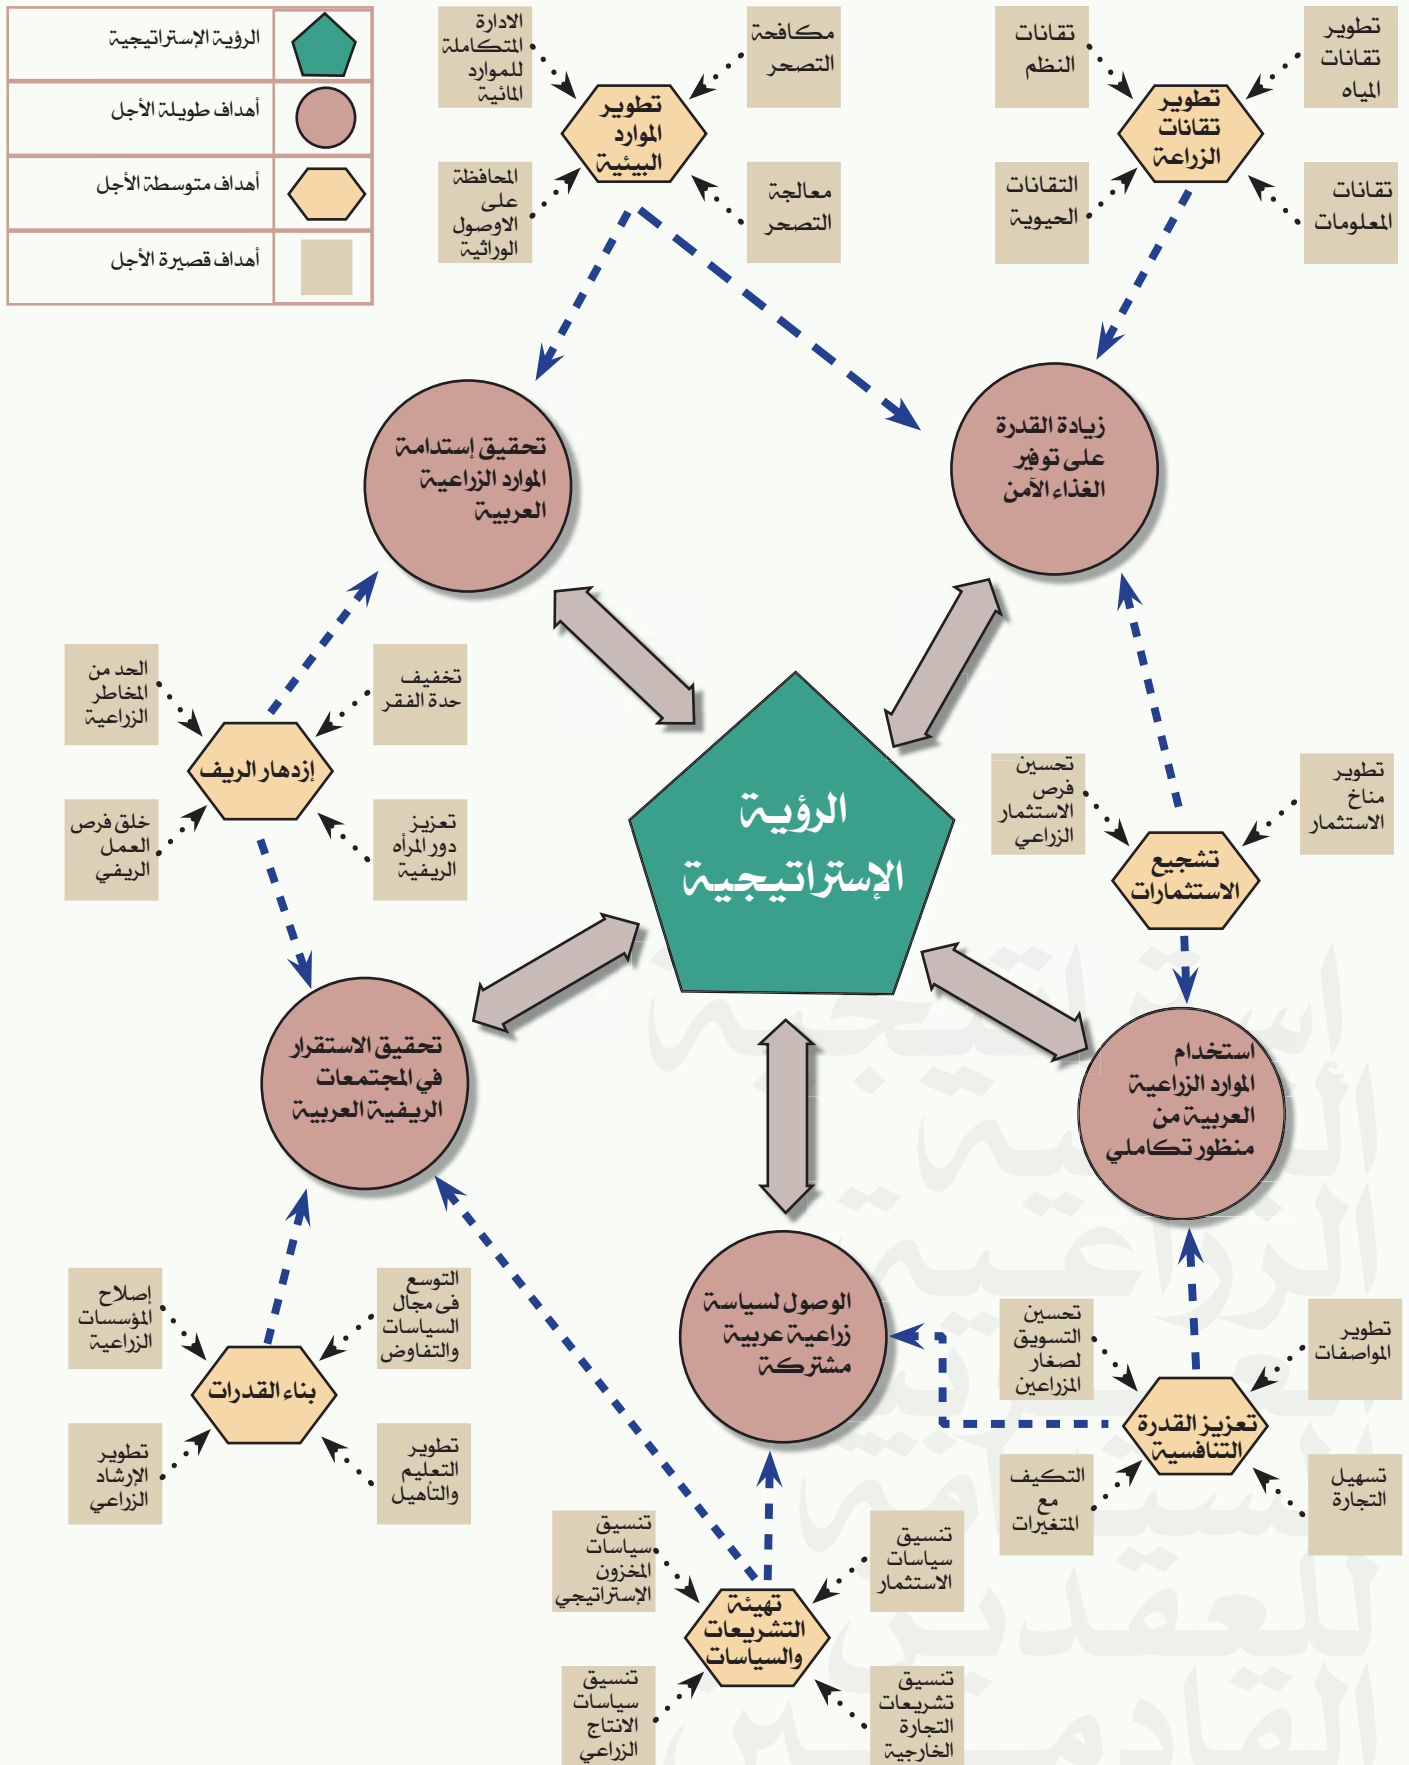 الرؤية الإستراتيجية
أهداف طويلة الأجل
أهداف متوسطة الأجل
أهداف قصيرة الأجل
تطوير
تقانات
المياه
تقانات
النظم
تطوير
تقانات
الزراعة
تقانات
المعلومات
التقانات
الحيوية
مكافحة
التصحر
الادارة
المتكاملة
للموارد
المائية
تطوير
الموارد
البيئية
معالجة
التصحر
المحافظة
على
الاوصول
الوراثية
زيادة القدرة
على توفير
الغذاء الآمن
تحقيق إستدامة
الموارد الزراعية
العربية
تخفيف
حدة الفقر
الحد من
المخاطر
الزراعية
إزدهار الريف
تعزيز
دور المرأه
الريفية
خلق فرص
العمل
الريفي
الرؤية
الإستراتيجية
تطوير
مناخ
الاستثمار
تحسين
فرص
الاستثمار
الزراعي
تشجيع
الاستثمارات
استخدام
الموارد الزراعية
العربية من
منظور تكاملي
تحقيق الاستقرار
في المجتمعات
الريفية العربية
الوصول لسياسة
زراعية عربية
مشتركة
التوسع
فى مجال
السياسات
والتفاوض
إصلاح
المؤسسات
الزراعية
بناء القدرات
تطوير
التعليم
والتأهيل
تطوير
الإرشاد
الزراعي
تطوير
المواصفات
تحسين
التسويق
لصغار
المزراعين
تعزيز القدرة
التنافسية
تسهيل
التجارة
التكيف
مع
المتغيرات
تنسيق
سياسات
الاستثمار
تنسيق
سياسات
المخزون
الإستراتيجي
تهيئة
التشريعات
والسياسات
تنسيق
تشريعات
التجارة
الخارجية
تنسيق
سياسات
الانتاج
الزراعي
إستراتيجية
الزراعية
للعقدين
القادمين